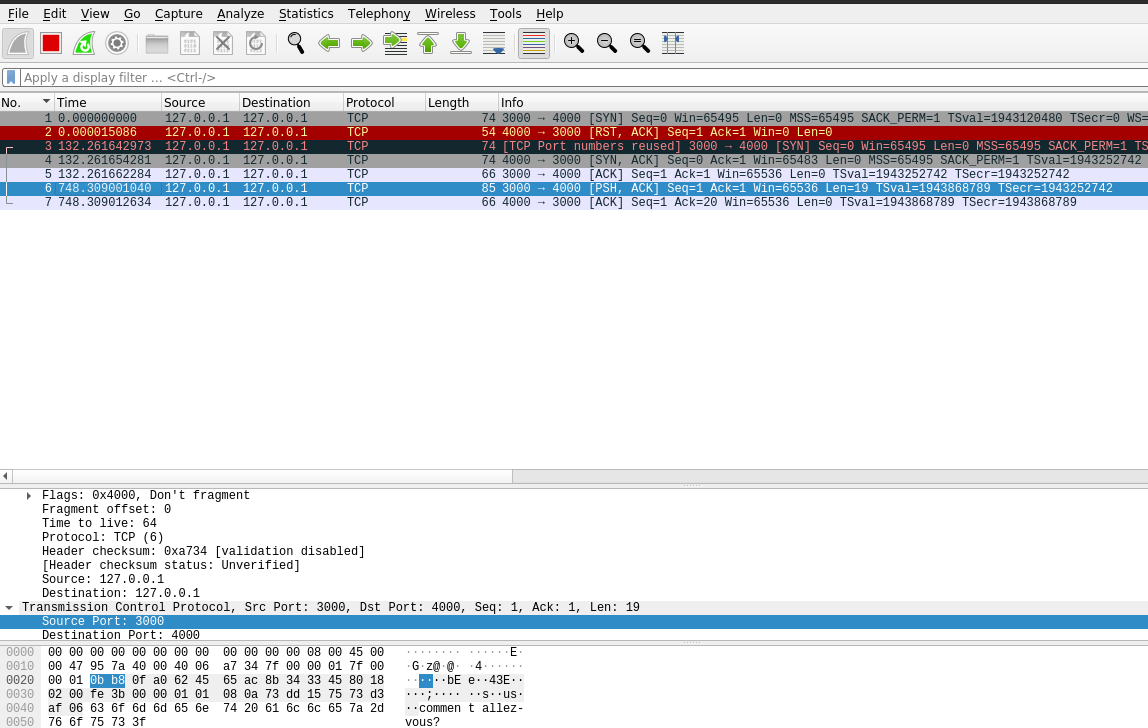 File Edit View Go Capture Analyze Statistics Telephony Wireless Tools Help
Apply a display filter ... <Ctrl-/>
No. Time Source Destination Protocol Length Info
1 0.000000000 127.0.0.1 127.0.0.1 TCP 74 3000 → 4000 [SYN] Seq=0 Win=65495 Len=0 MSS=65495 SACK_PERM=1 TSval=1943120480 TSecr=0 WS=
2 0.000015086 127.0.0.1 127.0.0.1 TCP 54 4000 → 3000 [RST, ACK] Seq=1 Ack=1 Win=0 Len=0
3 132.261642973 127.0.0.1 127.0.0.1 TCP 74 [TCP Port numbers reused] 3000 → 4000 [SYN] Seq=0 Win=65495 Len=0 MSS=65495 SACK_PERM=1 TS
4 132.261654281 127.0.0.1 127.0.0.1 TCP 74 4000 → 3000 [SYN, ACK] Seq=0 Ack=1 Win=65483 Len=0 MSS=65495 SACK_PERM=1 TSval=1943252742
5 132.261662284 127.0.0.1 127.0.0.1 TCP 66 3000 → 4000 [ACK] Seq=1 Ack=1 Win=65536 Len=0 TSval=1943252742 TSecr=1943252742
6 748.309001040 127.0.0.1 127.0.0.1 TCP 85 3000 → 4000 [PSH, ACK] Seq=1 Ack=1 Win=65536 Len=19 TSval=1943868789 TSecr=1943252742
7 748.309012634 127.0.0.1 127.0.0.1 TCP 66 4000 → 3000 [ACK] Seq=1 Ack=20 Win=65536 Len=0 TSval=1943868789 TSecr=1943868789
Flags: 0x4000, Don't fragment
Fragment offset: 0
Time to live: 64
Protocol: TCP (6)
Header checksum: 0xa734 [validation disabled]
[Header checksum status: Unverified]
Source: 127.0.0.1
Destination: 127.0.0.1
Transmission Control Protocol, Src Port: 3000, Dst Port: 4000, Seq: 1, Ack: 1, Len: 19
Source Port: 3000
Destination Port: 4000
0000 00 00 00 00 00 00 00 00 00 00 00 00 08 00 45 00 ········ ······E·
0010 00 47 95 7a 40 00 40 06 a7 34 7f 00 00 01 7f 00 ·G·z@·@· ·4······
0020 00 01 0b b8 0f a0 62 45 65 ac 8b 34 33 45 80 18 ······bE e··43E··
0030 02 00 fe 3b 00 00 01 01 08 0a 73 dd 15 75 73 d3 ···;···· ··s··us·
0040 af 06 63 6f 6d 6d 65 6e 74 20 61 6c 6c 65 7a 2d ··commen t allez-
0050 76 6f 75 73 3f vous?